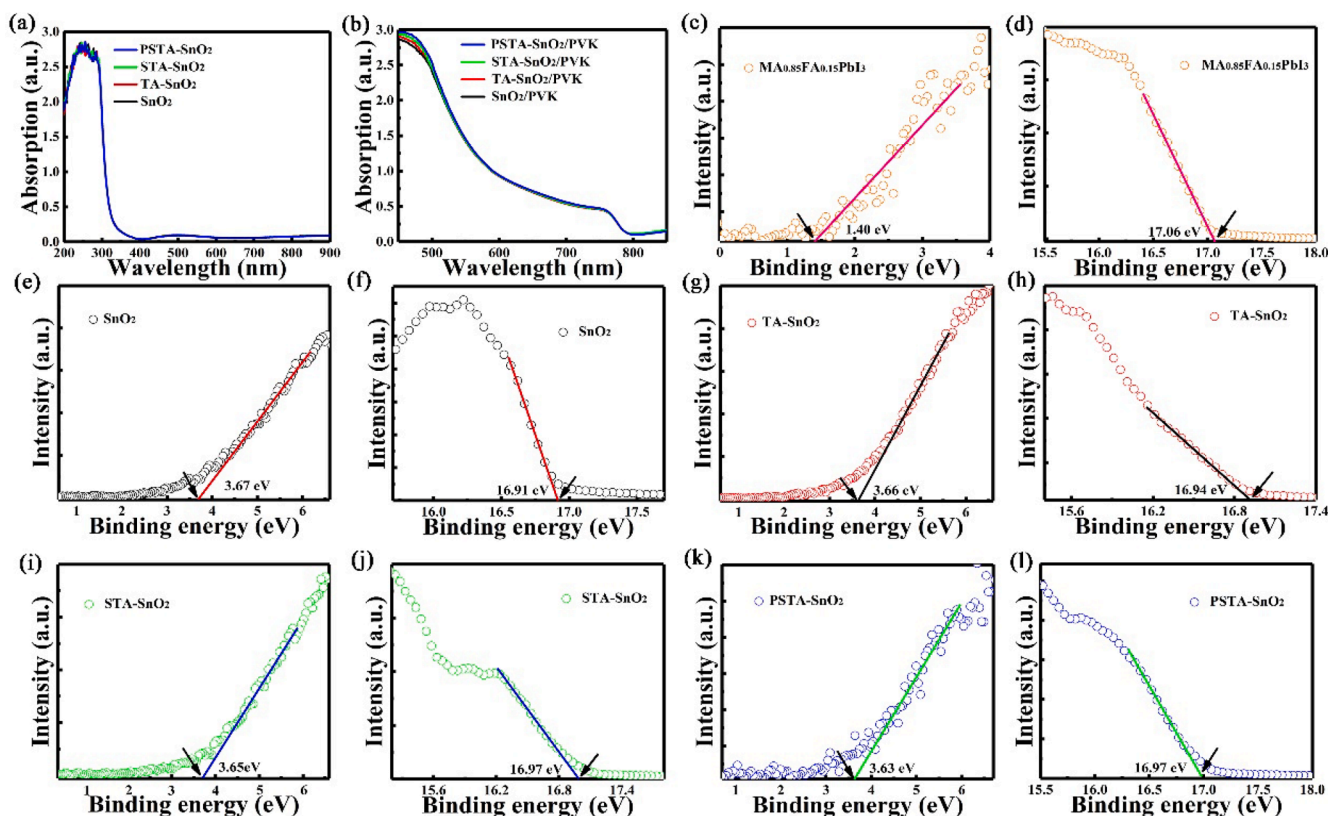 (a)
3.0
2.5
2.0
1.5
1.0
0.5
0.0
Absorption (a.u.)
PSTA-SnO₂
STA-SnO₂
TA-SnO₂
SnO₂
200 300 400 500 600 700 800 900
Wavelength (nm)
(b)
3.0
2.5
2.0
1.5
1.0
0.5
0.0
Absorption (a.u.)
PSTA-SnO₂/PVK
STA-SnO₂/PVK
TA-SnO₂/PVK
SnO₂/PVK
500 600 700 800
Wavelength (nm)
(c)
Intensity (a.u.)
MA₀.₈₅FA₀.₁₅PbI₃
1.40 eV
0 1 2 3 4
Binding energy (eV)
(d)
Intensity (a.u.)
MA₀.₈₅FA₀.₁₅PbI₃
17.06 eV
15.5 16.0 16.5 17.0 17.5 18.0
Binding energy (eV)
(e)
Intensity (a.u.)
SnO₂
3.67 eV
1 2 3 4 5 6
Binding energy (eV)
(f)
Intensity (a.u.)
SnO₂
16.91 eV
16.0 16.5 17.0 17.5
Binding energy (eV)
(g)
Intensity (a.u.)
TA-SnO₂
3.66 eV
1 2 3 4 5 6
Binding energy (eV)
(h)
Intensity (a.u.)
TA-SnO₂
16.94 eV
15.6 16.2 16.8 17.4
Binding energy (eV)
(i)
Intensity (a.u.)
STA-SnO₂
3.65eV
1 2 3 4 5 6
Binding energy (eV)
(j)
Intensity (a.u.)
STA-SnO₂
16.97 eV
15.6 16.2 16.8 17.4
Binding energy (eV)
(k)
Intensity (a.u.)
PSTA-SnO₂
3.63 eV
1 2 3 4 5 6
Binding energy (eV)
(l)
Intensity (a.u.)
PSTA-SnO₂
16.97 eV
15.5 16.0 16.5 17.0 17.5 18.0
Binding energy (eV)